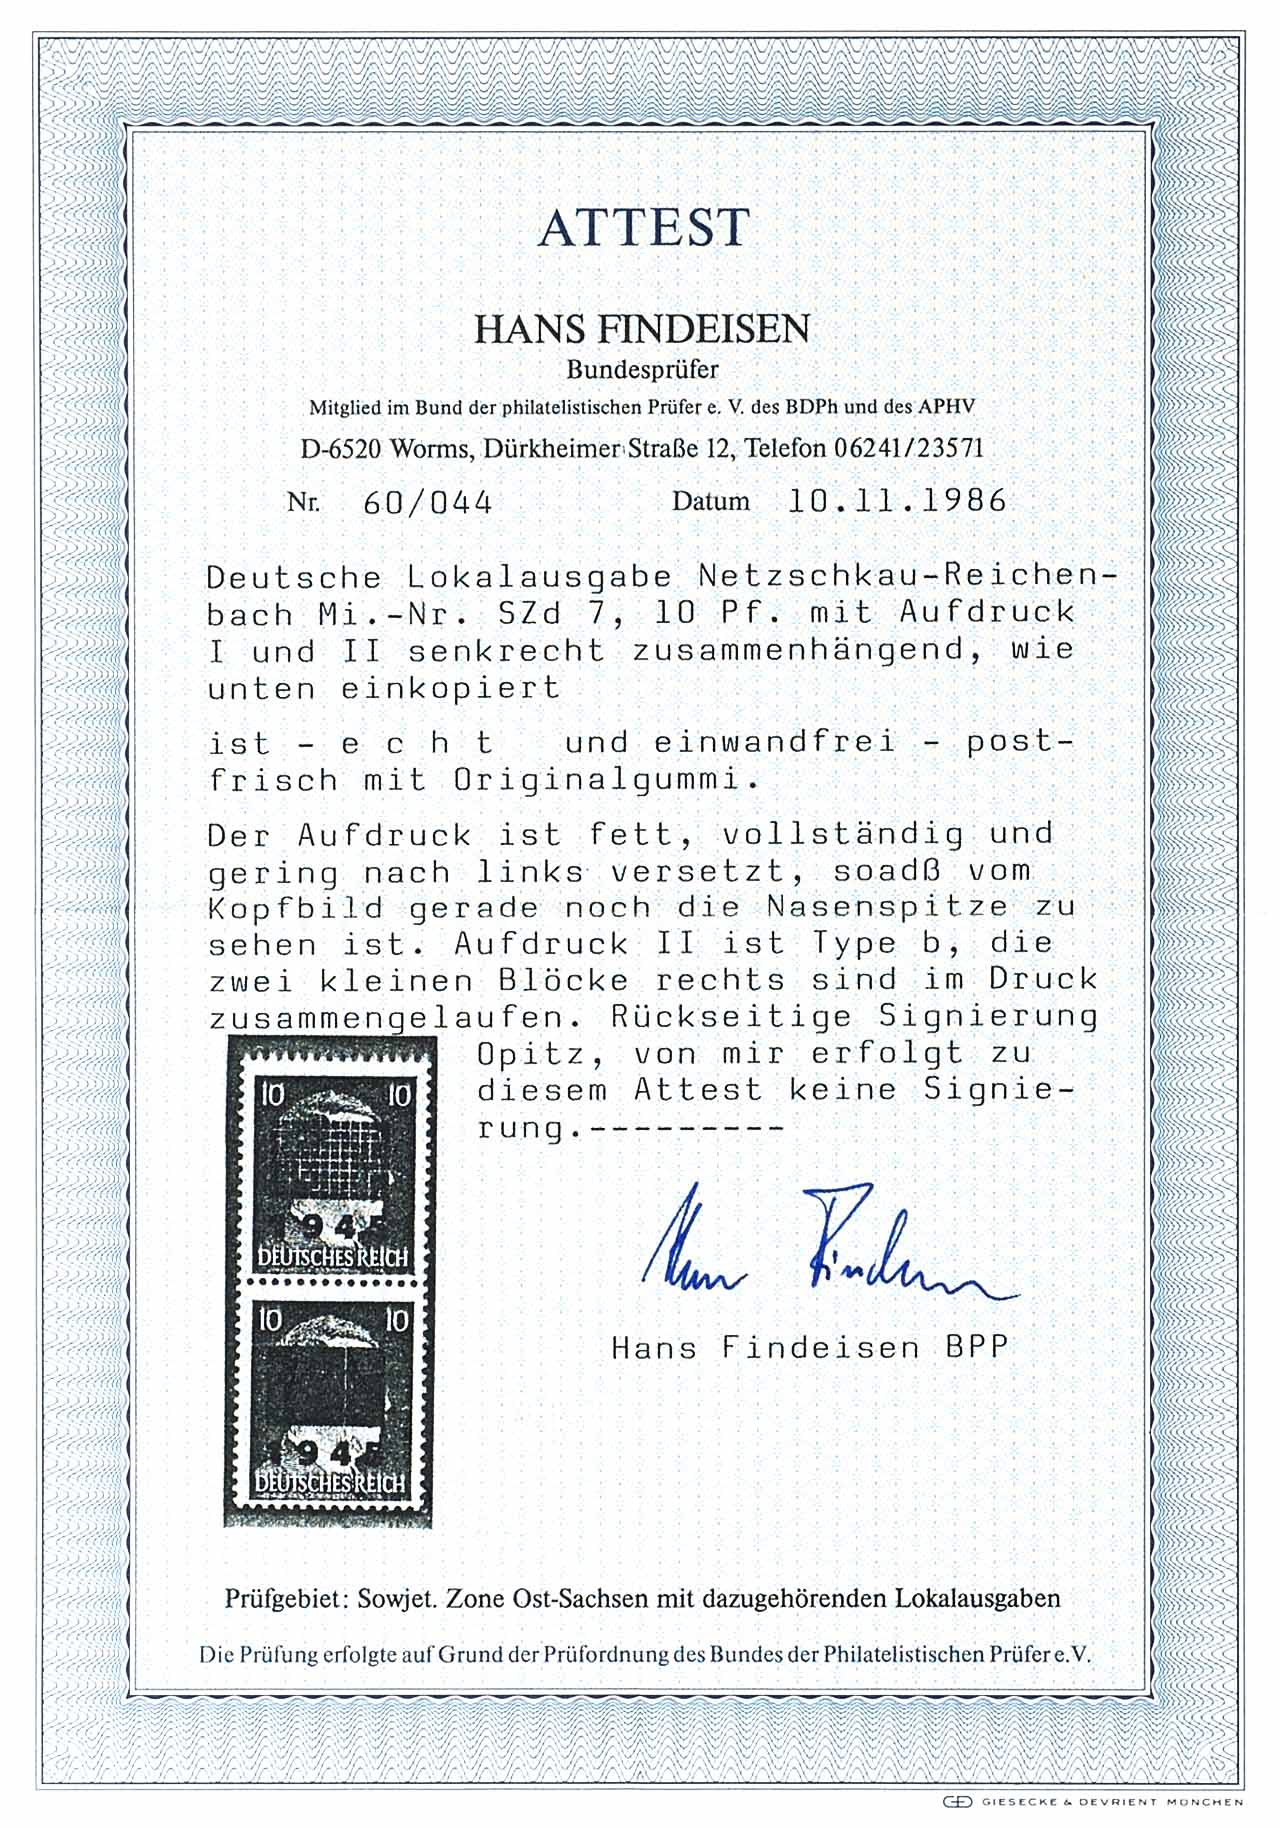 ATTEST
HANS FINDEISEN
Bundesprüfer
Mitglied im Bund der philatelistischen Prüfer e. V. des BDPh und des APHV
D-6520 Worms, Dürkheimer Straße 12, Telefon 06241/23571
Nr. 60/044 Datum 10.11.1986
Deutsche Lokalausgabe Netzschkau-Reichen-
bach Mi.-Nr. SZd 7, 10 Pf. mit Aufdruck
I und II senkrecht zusammenhängend, wie
unten einkopiert
ist - e c h t und einwandfrei - post-
frisch mit Originalgummi.
Der Aufdruck ist fett, vollständig und
gering nach links versetzt, soadß vom
Kopfbild gerade noch die Nasenspitze zu
sehen ist. Aufdruck II ist Type b, die
zwei kleinen Blöcke rechts sind im Druck
zusammengelaufen. Rückseitige Signierung
Opitz, von mir erfolgt zu
diesem Attest keine Signie-
rung.---------
10 10
1945
DEUTSCHES REICH
10 10
1945
DEUTSCHES REICH
Hans Findeisen
Hans Findeisen BPP
Prüfgebiet: Sowjet. Zone Ost-Sachsen mit dazugehörenden Lokalausgaben
Die Prüfung erfolgte auf Grund der Prüfordnung des Bundes der Philatelistischen Prüfer e.V.
GD GIESECKE & DEVRIENT MÜNCHEN